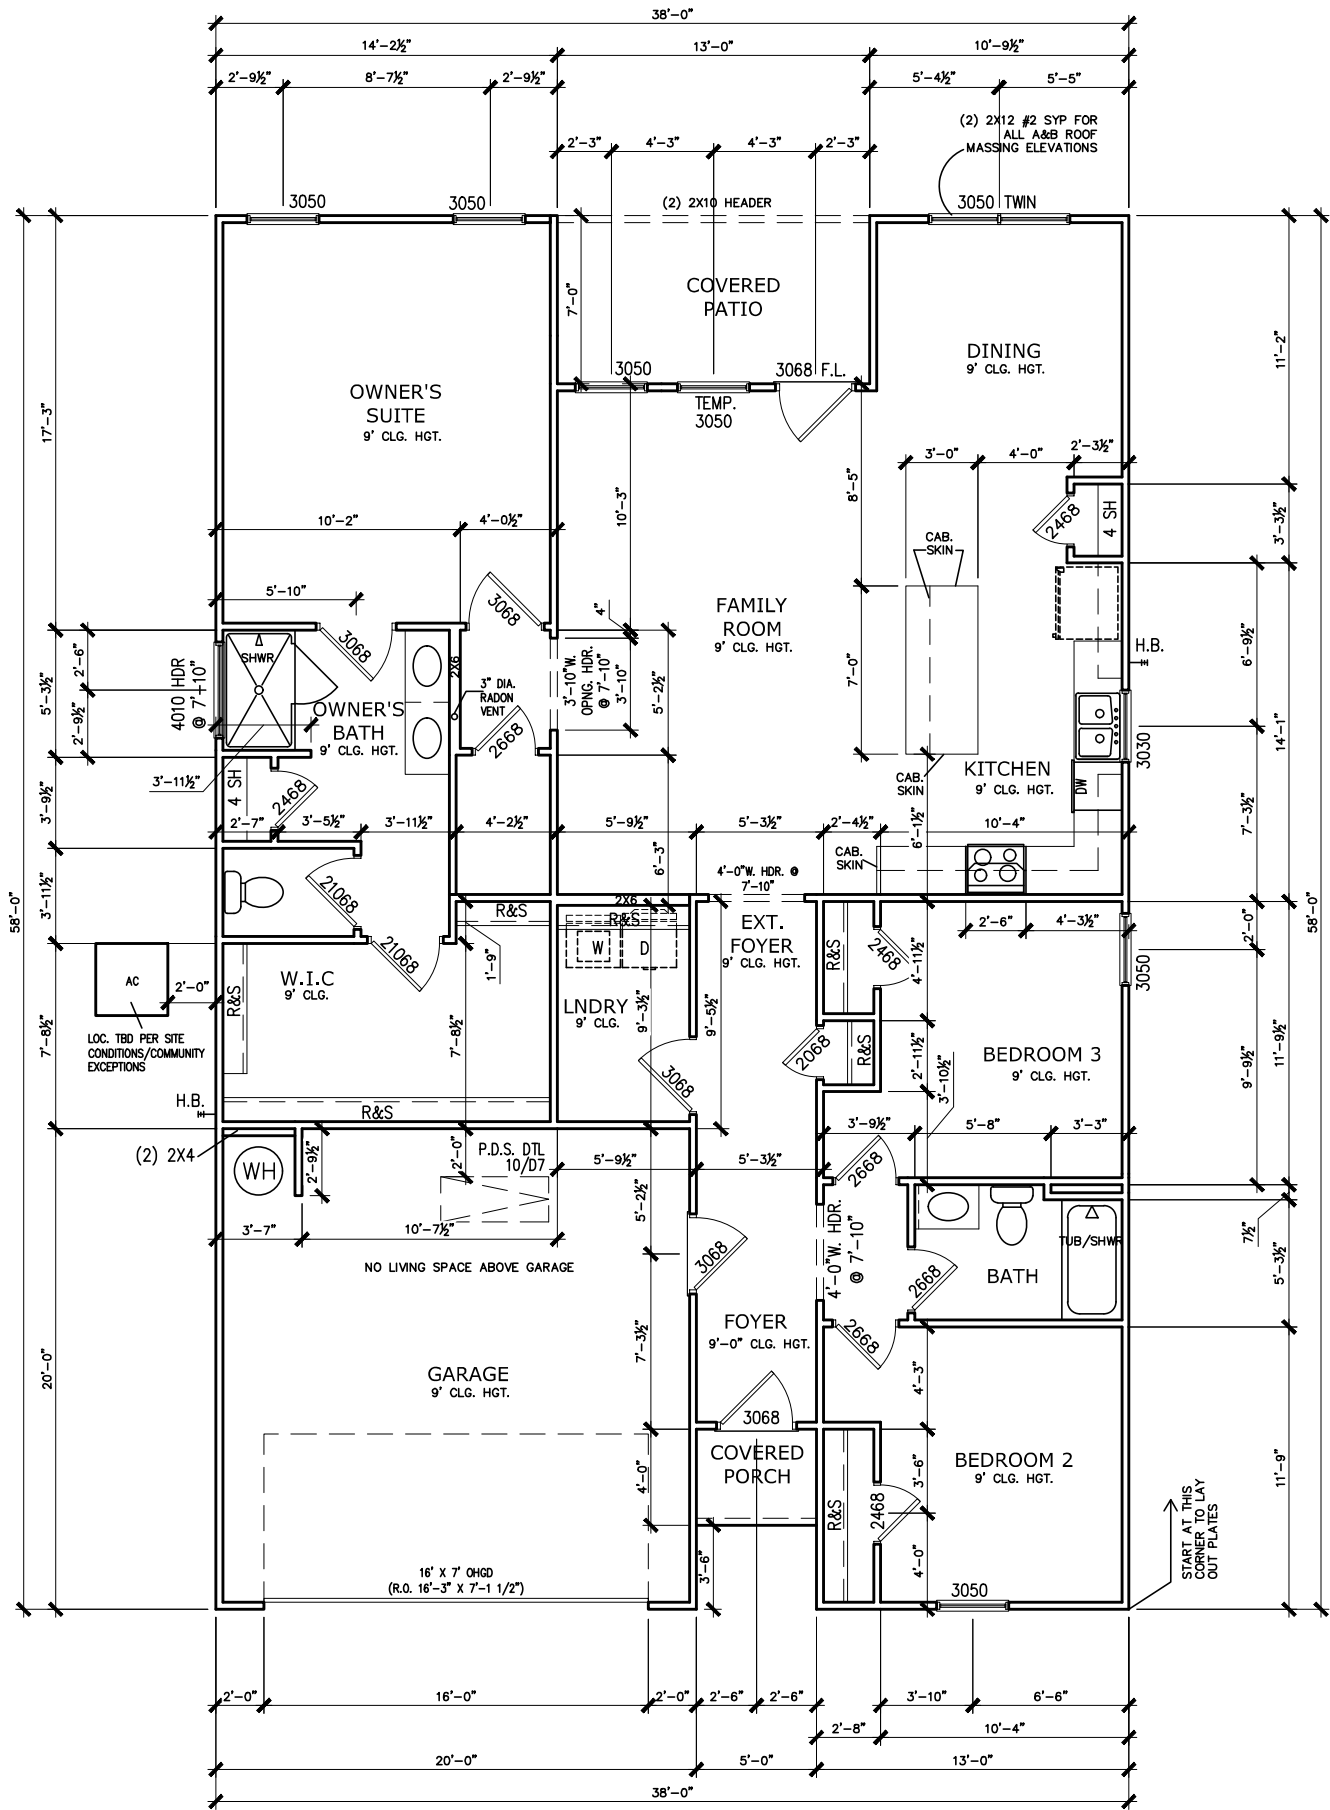 38'-0"
14'-2½"
13'-0"
10'-9½"
2'-9½"
8'-7½"
2'-9½"
5'-4½"
5'-5"
(2) 2X12 #2 SYP FOR
ALL A&B ROOF
MASSING ELEVATIONS
2'-3"
4'-3"
4'-3"
2'-3"
3050
3050
(2) 2X10 HEADER
3050 TWIN
COVERED
PATIO
7'-0"
DINING
9' CLG. HGT.
11'-2"
3050
3068 F.L.
OWNER'S
SUITE
9' CLG. HGT.
TEMP.
3050
17'-3"
2'-3½"
3'-0"
4'-0"
8'-5"
10'-3"
10'-2"
4'-0½"
2468
4 SH
3'-3½"
CAB.
SKIN
5'-10"
3068
4"
FAMILY
ROOM
9' CLG. HGT.
3068
SHWR
2X6
H.B.
6'-9½"
2'-6"
5'-3½"
2'-9½"
4010 HDR
@ 7'-10"
3" DIA.
RADON
VENT
3'-10"W.
OPNG. HDR.
@ 7'-10"
3'-10"
5'-2½"
7'-0"
OWNER'S
BATH
9' CLG. HGT.
2668
3030
14'-1"
KITCHEN
9' CLG. HGT.
DW
CAB.
SKIN
3'-11½"
4 SH
2468
3'-9½"
7'-3½"
2'-7"
3'-5½"
3'-11½"
4'-2½"
5'-9½"
5'-3½"
2'-4½"
10'-4"
6'-1½"
CAB.
SKIN
6'-3"
4'-0"W. HDR. @
7'-10"
21068
3'-11½"
58'-0"
58'-0"
R&S
2X6
R&S
W
D
EXT.
FOYER
9' CLG. HGT.
R&S
2468
4'-11½"
2'-6"
4'-3½"
2'-0"
3050
21068
1'-9"
AC
2'-0"
R&S
W.I.C
9' CLG.
LNDRY
9' CLG.
9'-3½"
9'-5½"
LOC. TBD PER SITE
CONDITIONS/COMMUNITY
EXCEPTIONS
7'-8½"
7'-8½"
2068
R&S
2'-11½"
3'-10½"
BEDROOM 3
9' CLG. HGT.
9'-9½"
11'-9½"
3068
H.B.
R&S
3'-9½"
5'-8"
3'-3"
(2) 2X4
WH
2'-9½"
2'-0"
P.D.S. DTL
10/D7
5'-9½"
5'-3½"
2668
5'-2½"
3'-7"
10'-7½"
4'-0"W. HDR.
@ 7'-10"
7½"
TUB/SHWR
3068
NO LIVING SPACE ABOVE GARAGE
BATH
2668
5'-3½"
FOYER
9'-0" CLG. HGT.
7'-3½"
2668
20'-0"
GARAGE
9' CLG. HGT.
4'-3"
3068
COVERED
PORCH
BEDROOM 2
9' CLG. HGT.
4'-0"
3'-6"
11'-9"
R&S
2468
START AT THIS
CORNER TO LAY
OUT PLATES
16' X 7' OHGD
(R.O. 16'-3" X 7'-1 1/2")
3'-6"
4'-0"
3050
2'-0"
16'-0"
2'-0"
2'-6"
2'-6"
3'-10"
6'-6"
2'-8"
10'-4"
20'-0"
5'-0"
13'-0"
38'-0"